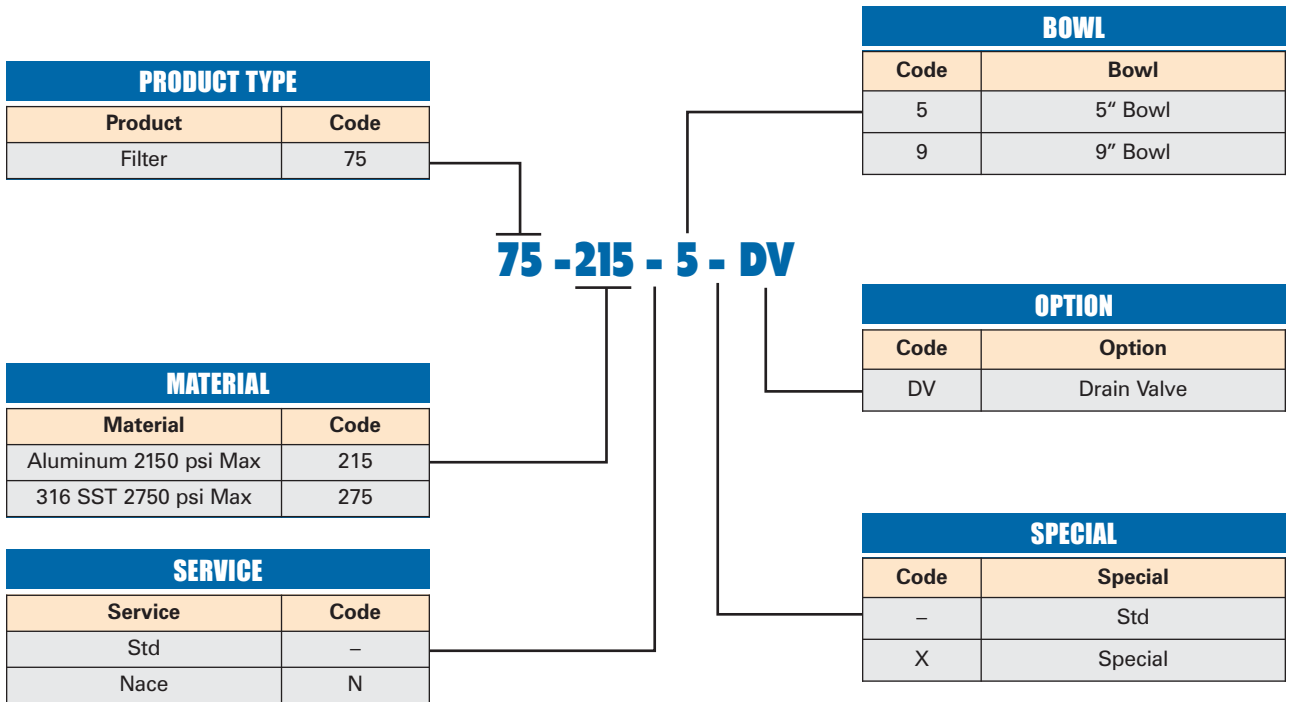 PRODUCT TYPE
Product Code
Filter 75
BOWL
Code Bowl
5 5“ Bowl
9 9” Bowl
75 - 215 - 5 - DV
MATERIAL
Material Code
Aluminum 2150 psi Max 215
316 SST 2750 psi Max 275
OPTION
Code Option
DV Drain Valve
SERVICE
Service Code
Std –
Nace N
SPECIAL
Code Special
– Std
X Special